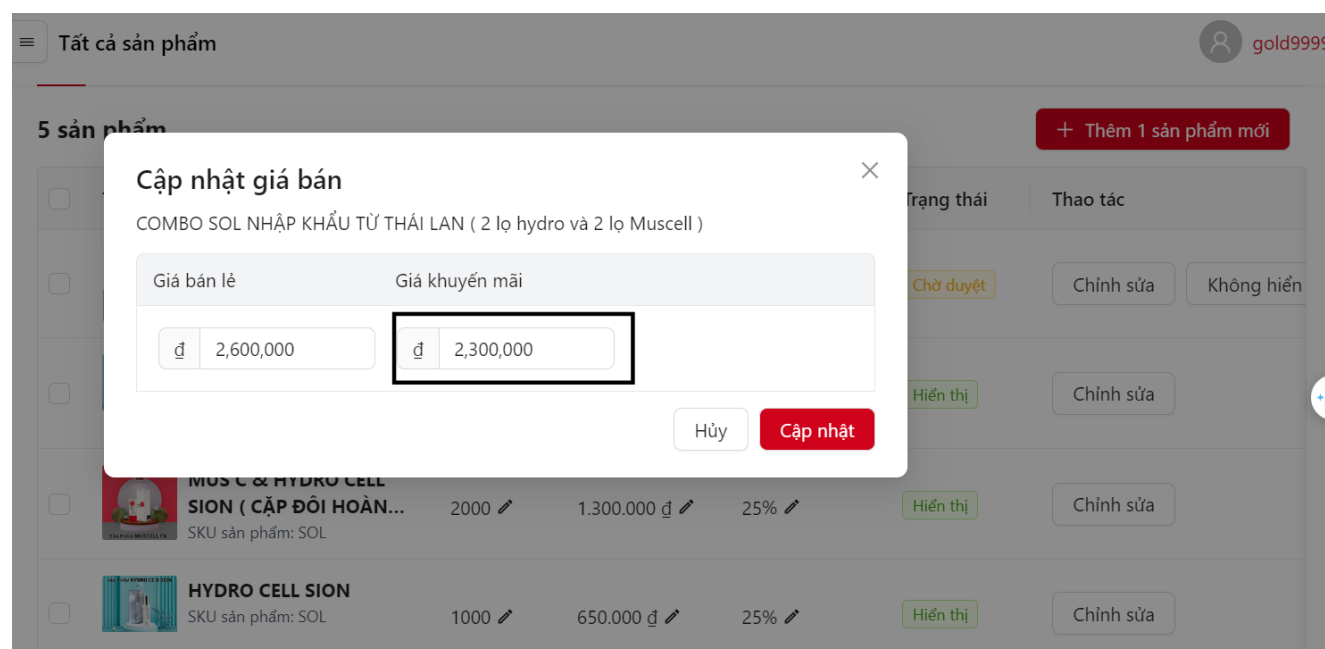 Tất cả sản phẩm
gold9999
5 sản phẩm
+ Thêm 1 sản phẩm mới
Cập nhật giá bán
COMBO SOL NHẬP KHẨU TỪ THÁI LAN ( 2 lọ hydro và 2 lọ Muscell )
Trạng thái Thao tác
Giá bán lẻ Giá khuyến mãi
Chờ duyệt Chỉnh sửa Không hiển
₫ 2,600,000 ₫ 2,300,000
Hiển thị Chỉnh sửa
Hủy Cập nhật
MUS C & HYDRO CELL
SION ( CẶP ĐÔI HOÀN...
2000 1.300.000 ₫ 25% Hiển thị Chỉnh sửa
SKU sản phẩm: SOL
HYDRO CELL SION
SKU sản phẩm: SOL
1000 650.000 ₫ 25% Hiển thị Chỉnh sửa